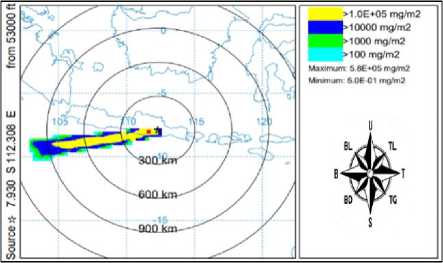 Source ☆ 7.930 S 112.308 E from 53000 ft
105
115
120
-5
-10
300 km
600 km
-15
900 km
>1.0E+05 mg/m2
>10000 mg/m2
>1000 mg/m2
>100 mg/m2
Maximum: 5.8E+05 mg/m2
Minimum: 5.0E-01 mg/m2
U
BL TL
B T
BD TG
S